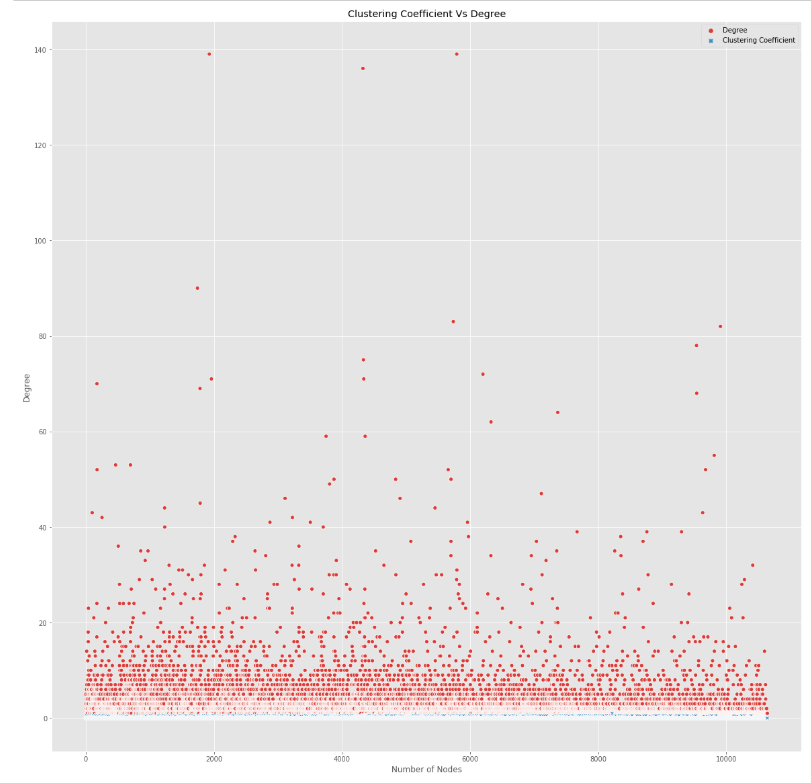 Clustering Coefficient Vs Degree
Degree
Clustering Coefficient
140
120
100
80
60
40
20
0
Degree
0 2000 4000 6000 8000 10000
Number of Nodes